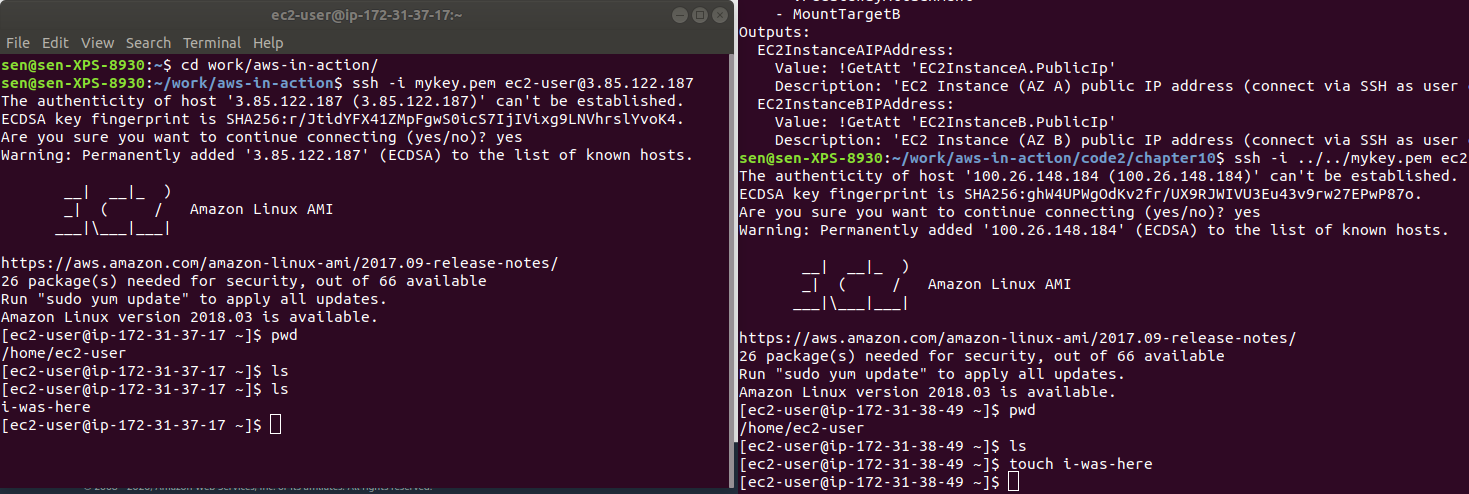 ec2-user@ip-172-31-37-17:~
File Edit View Search Terminal Help
sen@sen-XPS-8930:~$ cd work/aws-in-action/
sen@sen-XPS-8930:~/work/aws-in-action$ ssh -i mykey.pem ec2-user@3.85.122.187
The authenticity of host '3.85.122.187 (3.85.122.187)' can't be established.
ECDSA key fingerprint is SHA256:r/JtidYFX41ZMpFgwS0icS7IjIVixg9LNVhrslYvoK4.
Are you sure you want to continue connecting (yes/no)? yes
Warning: Permanently added '3.85.122.187' (ECDSA) to the list of known hosts.
       __|  __|_  )
       _|  (     /   Amazon Linux AMI
      ___|\___|___|
https://aws.amazon.com/amazon-linux-ami/2017.09-release-notes/
26 package(s) needed for security, out of 66 available
Run "sudo yum update" to apply all updates.
Amazon Linux version 2018.03 is available.
[ec2-user@ip-172-31-37-17 ~]$ pwd
/home/ec2-user
[ec2-user@ip-172-31-37-17 ~]$ ls
[ec2-user@ip-172-31-37-17 ~]$ ls
i-was-here
[ec2-user@ip-172-31-37-17 ~]$
- MountTargetB
Outputs:
  EC2InstanceAIPAddress:
    Value: !GetAtt 'EC2InstanceA.PublicIp'
    Description: 'EC2 Instance (AZ A) public IP address (connect via SSH as user
  EC2InstanceBIPAddress:
    Value: !GetAtt 'EC2InstanceB.PublicIp'
    Description: 'EC2 Instance (AZ B) public IP address (connect via SSH as user
sen@sen-XPS-8930:~/work/aws-in-action/code2/chapter10$ ssh -i ../../mykey.pem ec2
The authenticity of host '100.26.148.184 (100.26.148.184)' can't be established.
ECDSA key fingerprint is SHA256:ghW4UPWgOdKv2fr/UX9RJWIVU3Eu43v9rw27EPwP87o.
Are you sure you want to continue connecting (yes/no)? yes
Warning: Permanently added '100.26.148.184' (ECDSA) to the list of known hosts.
       __|  __|_  )
       _|  (     /   Amazon Linux AMI
      ___|\___|___|
https://aws.amazon.com/amazon-linux-ami/2017.09-release-notes/
26 package(s) needed for security, out of 66 available
Run "sudo yum update" to apply all updates.
Amazon Linux version 2018.03 is available.
[ec2-user@ip-172-31-38-49 ~]$ pwd
/home/ec2-user
[ec2-user@ip-172-31-38-49 ~]$ ls
[ec2-user@ip-172-31-38-49 ~]$ touch i-was-here
[ec2-user@ip-172-31-38-49 ~]$